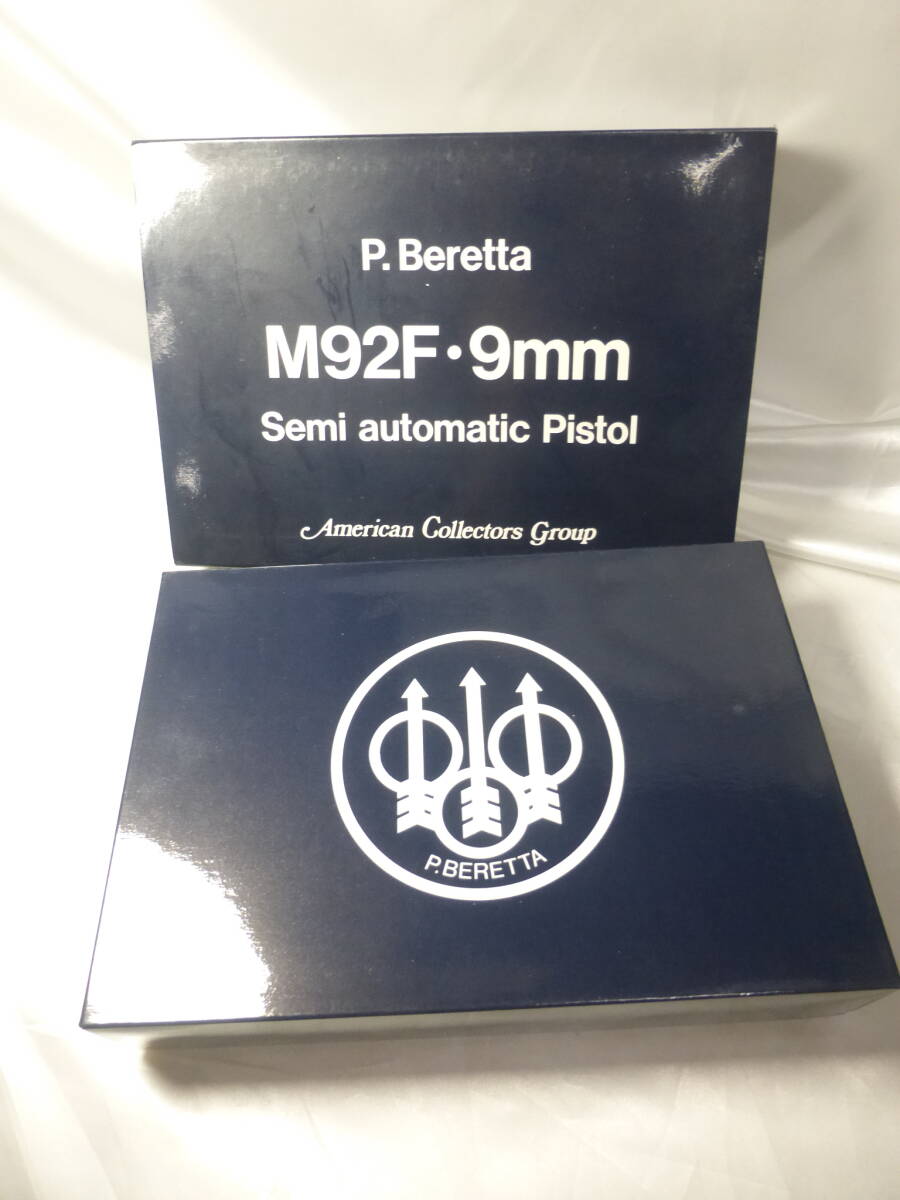 P. Beretta
M92F・9mm
Semi automatic Pistol
American Collectors Group
P.BERETTA